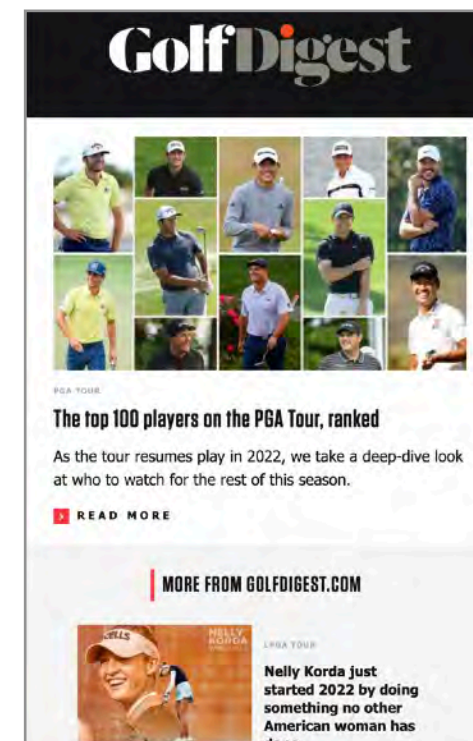 GolfDigest
PGA TOUR
The top 100 players on the PGA Tour, ranked
As the tour resumes play in 2022, we take a deep-dive look
at who to watch for the rest of this season.
READ MORE
MORE FROM GOLFDIGEST.COM
NELLY
KORDA
LPGA TOUR
Nelly Korda just
started 2022 by doing
something no other
American woman has